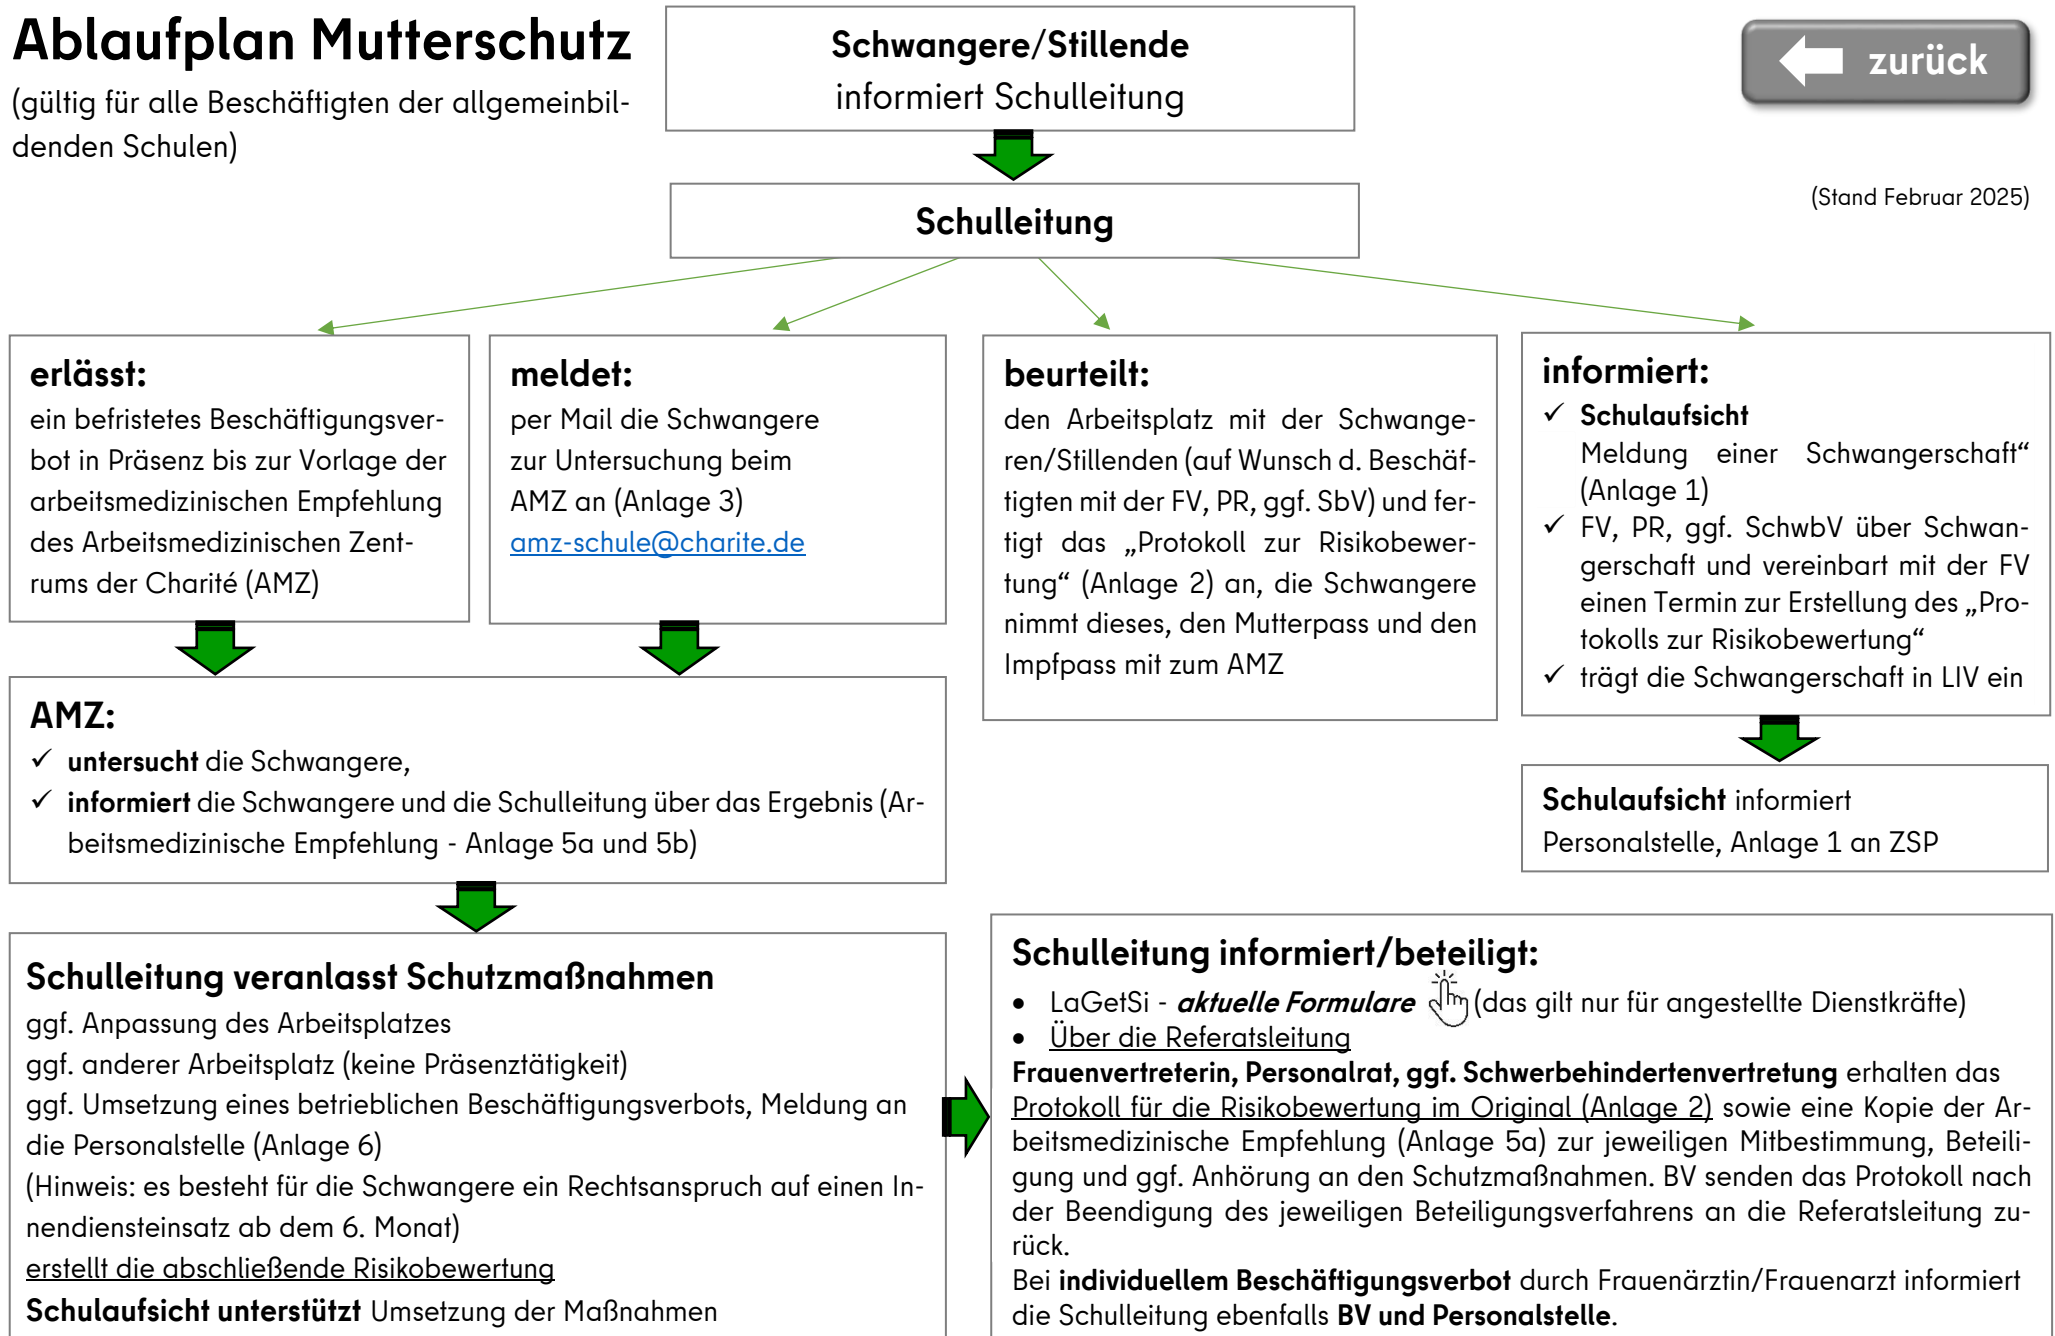 Ablaufplan Mutterschutz
(gültig für alle Beschäftigten der allgemeinbil-
denden Schulen)
Schwangere/Stillende
informiert Schulleitung
zurück
(Stand Februar 2025)
Schulleitung
erlässt:
ein befristetes Beschäftigungsver-
bot in Präsenz bis zur Vorlage der
arbeitsmedizinischen Empfehlung
des Arbeitsmedizinischen Zent-
rums der Charité (AMZ)
meldet:
per Mail die Schwangere
zur Untersuchung beim
AMZ an (Anlage 3)
amz-schule@charite.de
beurteilt:
den Arbeitsplatz mit der Schwange-
ren/Stillenden (auf Wunsch d. Beschäf-
tigten mit der FV, PR, ggf. SbV) und fer-
tigt das „Protokoll zur Risikobewer-
tung“ (Anlage 2) an, die Schwangere
nimmt dieses, den Mutterpass und den
Impfpass mit zum AMZ
informiert:
✓ Schulaufsicht
Meldung einer Schwangerschaft“
(Anlage 1)
✓ FV, PR, ggf. SchwbV über Schwan-
gerschaft und vereinbart mit der FV
einen Termin zur Erstellung des „Pro-
tokolls zur Risikobewertung“
✓ trägt die Schwangerschaft in LIV ein
AMZ:
✓ untersucht die Schwangere,
✓ informiert die Schwangere und die Schulleitung über das Ergebnis (Ar-
beitsmedizinische Empfehlung - Anlage 5a und 5b)
Schulaufsicht informiert
Personalstelle, Anlage 1 an ZSP
Schulleitung veranlasst Schutzmaßnahmen
ggf. Anpassung des Arbeitsplatzes
ggf. anderer Arbeitsplatz (keine Präsenztätigkeit)
ggf. Umsetzung eines betrieblichen Beschäftigungsverbots, Meldung an
die Personalstelle (Anlage 6)
(Hinweis: es besteht für die Schwangere ein Rechtsanspruch auf einen In-
nendiensteinsatz ab dem 6. Monat)
erstellt die abschließende Risikobewertung
Schulaufsicht unterstützt Umsetzung der Maßnahmen
Schulleitung informiert/beteiligt:
• LaGetSi - aktuelle Formulare (das gilt nur für angestellte Dienstkräfte)
• Über die Referatsleitung
Frauenvertreterin, Personalrat, ggf. Schwerbehindertenvertretung erhalten das
Protokoll für die Risikobewertung im Original (Anlage 2) sowie eine Kopie der Ar-
beitsmedizinische Empfehlung (Anlage 5a) zur jeweiligen Mitbestimmung, Beteili-
gung und ggf. Anhörung an den Schutzmaßnahmen. BV senden das Protokoll nach
der Beendigung des jeweiligen Beteiligungsverfahrens an die Referatsleitung zu-
rück.
Bei individuellem Beschäftigungsverbot durch Frauenärztin/Frauenarzt informiert
die Schulleitung ebenfalls BV und Personalstelle.